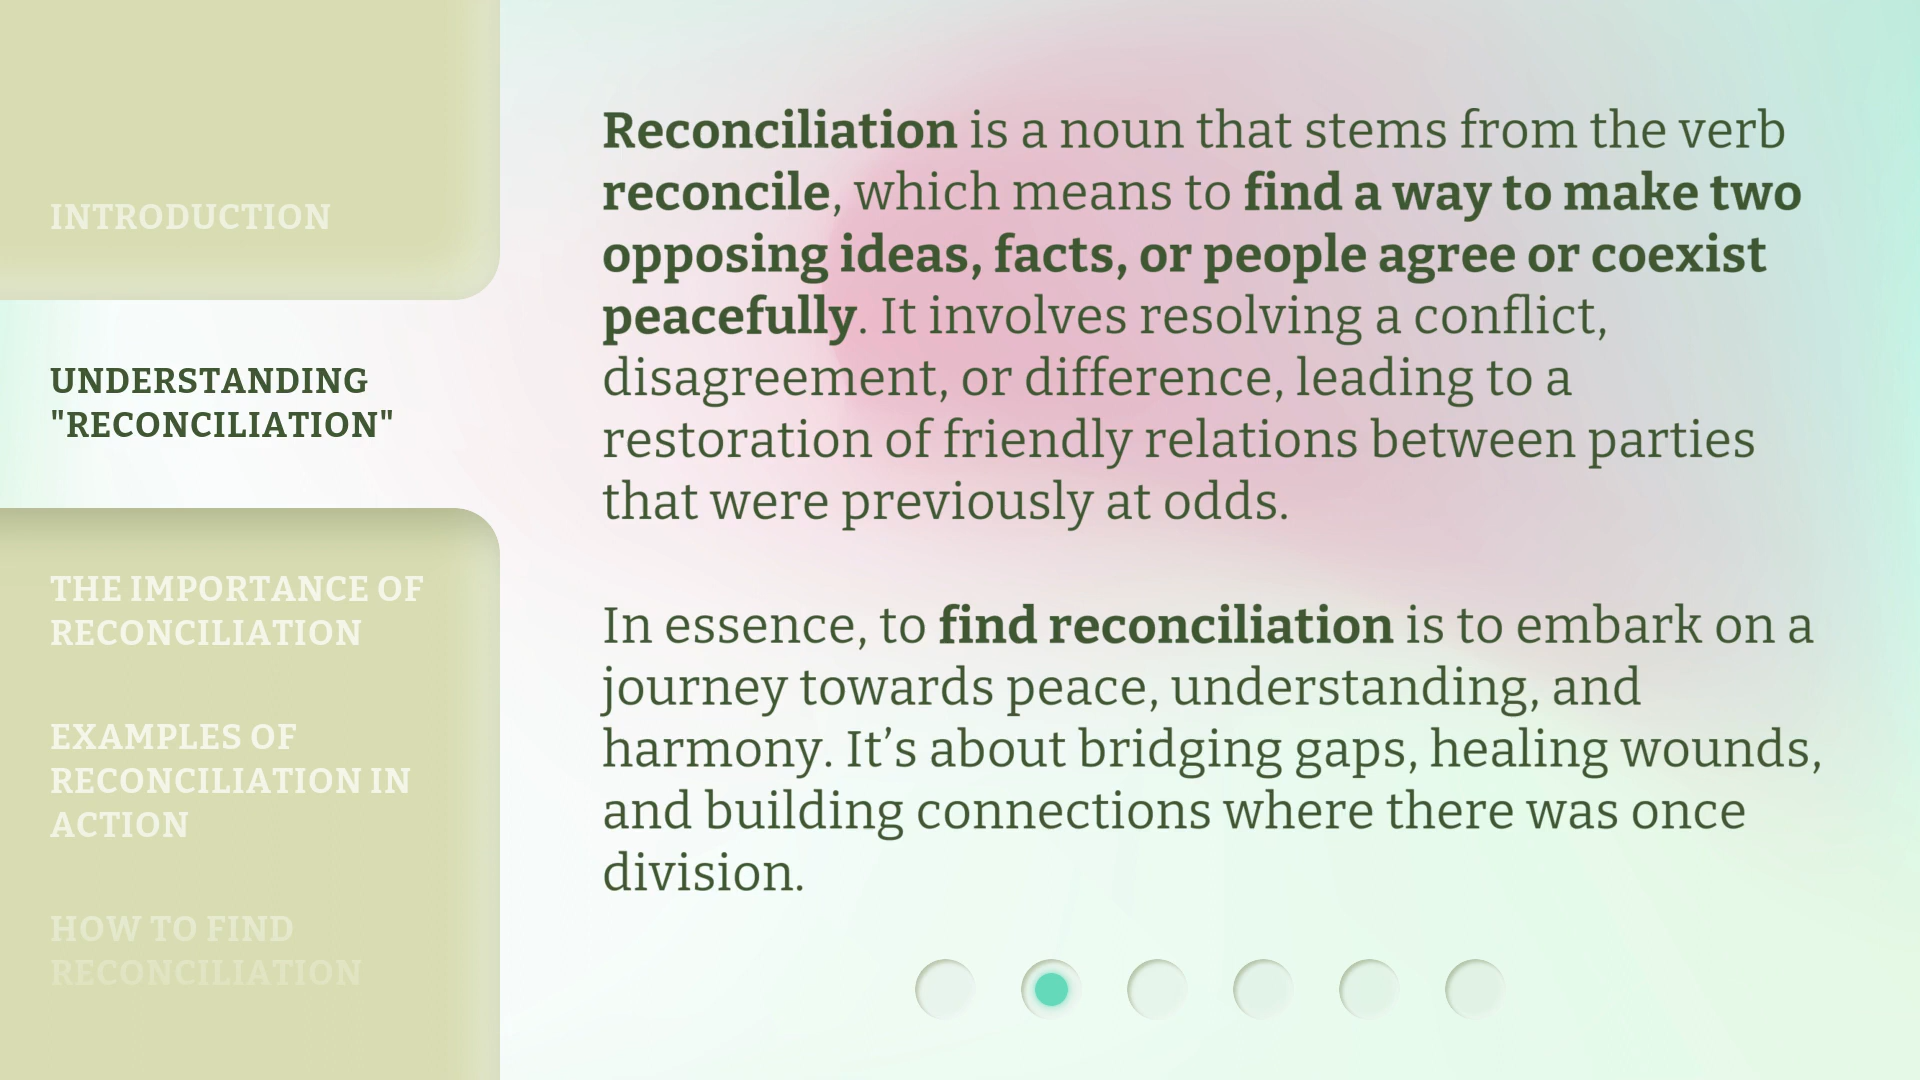 INTRODUCTION
UNDERSTANDING
"RECONCILIATION"
THE IMPORTANCE OF
RECONCILIATION
EXAMPLES OF
RECONCILIATION IN
ACTION
HOW TO FIND
RECONCILIATION
Reconciliation is a noun that stems from the verb
reconcile, which means to find a way to make two
opposing ideas, facts, or people agree or coexist
peacefully. It involves resolving a conflict,
disagreement, or difference, leading to a
restoration of friendly relations between parties
that were previously at odds.
In essence, to find reconciliation is to embark on a
journey towards peace, understanding, and
harmony. It’s about bridging gaps, healing wounds,
and building connections where there was once
division.